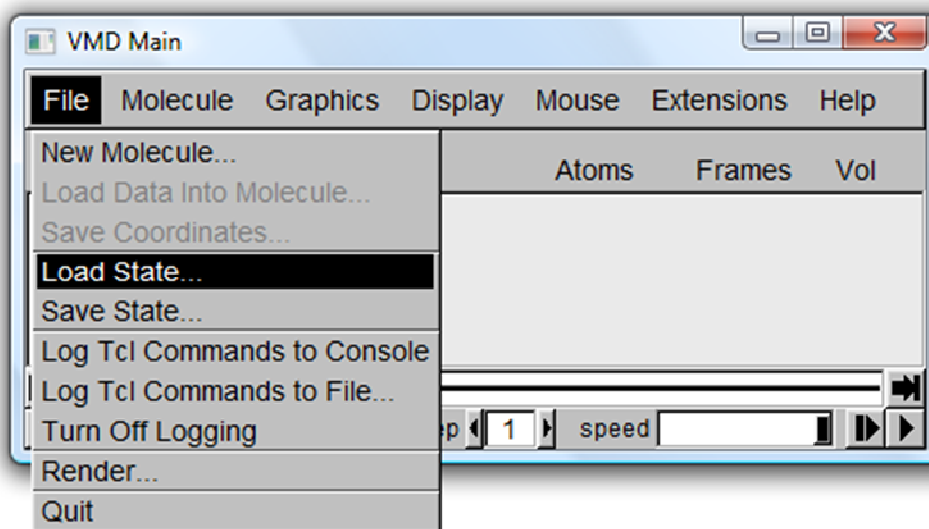 VMD Main
File Molecule Graphics Display Mouse Extensions Help
New Molecule...
Atoms Frames Vol
Load Data Into Molecule...
Save Coordinates...
Load State...
Save State...
Log Tcl Commands to Console
Log Tcl Commands to File...
Turn Off Logging
1 speed
Render...
Quit